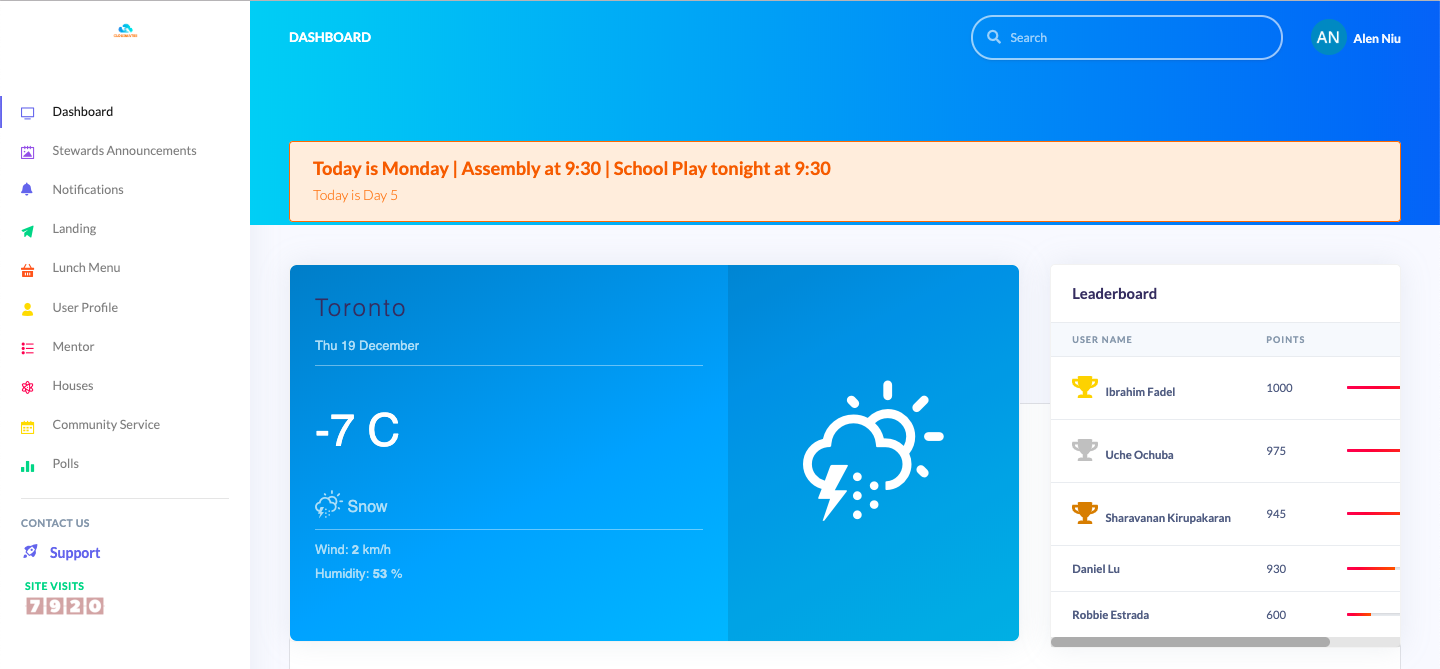 DASHBOARD
Search
AN
Alen Niu
Dashboard
Stewards Announcements
Notifications
Landing
Lunch Menu
User Profile
Mentor
Houses
Community Service
Polls
CONTACT US
Support
SITE VISITS
7920
Today is Monday | Assembly at 9:30 | School Play tonight at 9:30
Today is Day 5
Toronto
Thu 19 December
-7 C
Snow
Wind: 2 km/h
Humidity: 53 %
Leaderboard
USER NAME POINTS
Ibrahim Fadel 1000
Uche Ochuba 975
Sharavanan Kirupakaran 945
Daniel Lu 930
Robbie Estrada 600